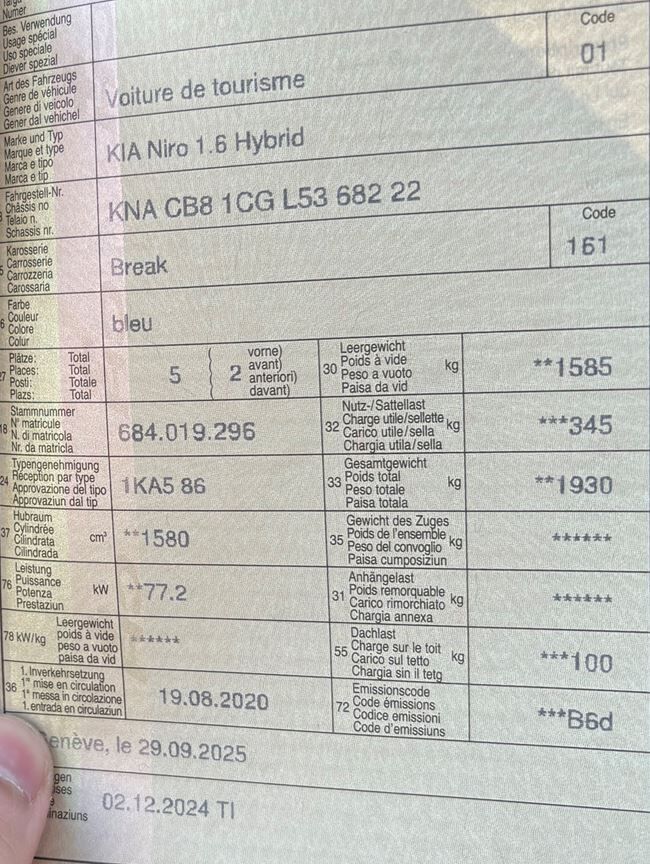 Numer
Bes. Verwendung
Usage spécial
Uso speciale
Diever spezial
Code
01
Art des Fahrzeugs
Genre de véhicule
Genere di veicolo
Gener dal vehichel
Voiture de tourisme
Marke und Typ
Marque et type
Marca e tipo
Marca e tip
KIA Niro 1.6 Hybrid
Fahrgestell-Nr.
Châssis no
Telaio n.
Schassis nr.
KNA CB8 1CG L53 682 22
Karosserie
Carrosserie
Carrozzeria
Carossaria
Break
Code
161
Farbe
Couleur
Colore
Colur
bleu
Plätze: Total
Places: Total
Posti: Totale
Plazs: Total
5
2
vorne)
avant)
anteriori)
davant)
30
Leergewicht
Poids à vide
Peso a vuoto
Paisa da vid
kg
**1585
Stammnummer
N° matricule
N. di matricola
Nr. da matricla
684.019.296
32
Nutz-/Sattellast
Charge utile/sellette
Carico utile/sella
Chargia utila/sella
kg
***345
24
Typengenehmigung
Réception par type
Approvazione del tipo
Approvaziun dal tip
1KA5 86
33
Gesamtgewicht
Poids total
Peso totale
Paisa totala
kg
**1930
37
Hubraum
Cylindrée
Cilindrata
Cilindrada
cm³
**1580
35
Gewicht des Zuges
Poids de l'ensemble
Peso del convoglio
Paisa cumposiziun
kg
******
76
Leistung
Puissance
Potenza
Prestaziun
kW
**77.2
31
Anhängelast
Poids remorquable
Carico rimorchiato
Chargia annexa
kg
******
78 kW/kg
Leergewicht
poids à vide
peso a vuoto
paisa da vid
******
55
Dachlast
Charge sur le toit
Carico sul tetto
Chargia sin il tetg
kg
***100
36
1. Inverkehrsetzung
1re mise en circulation
1a messa in circolazione
1. entrada en circulaziun
19.08.2020
72
Emissionscode
Code émissions
Codice emissioni
Code d'emissiuns
***B6d
enève, le 29.09.2025
02.12.2024 TI